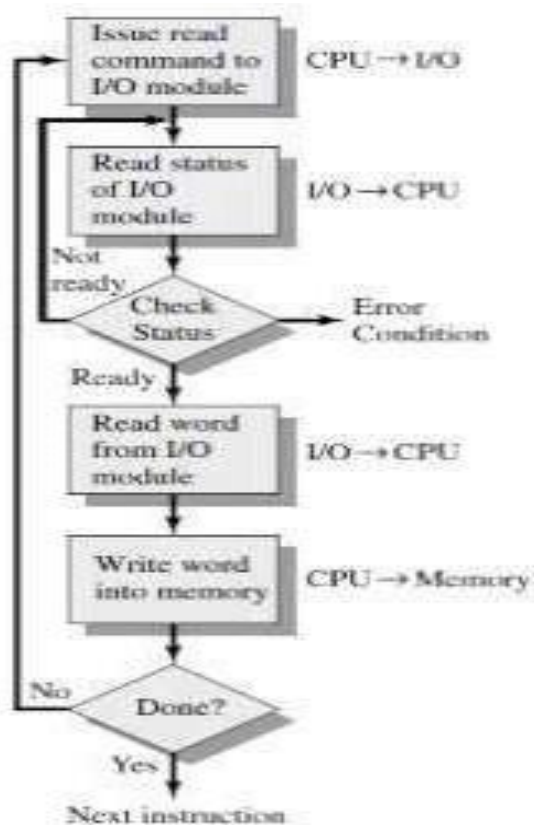 Issue read
command to
I/O module
CPU → I/O
Read status
of I/O
module
I/O → CPU
Not
ready
Check
Status
Error
Condition
Ready
Read word
from I/O
module
I/O → CPU
Write word
into memory
CPU → Memory
No
Done?
Yes
Next instruction